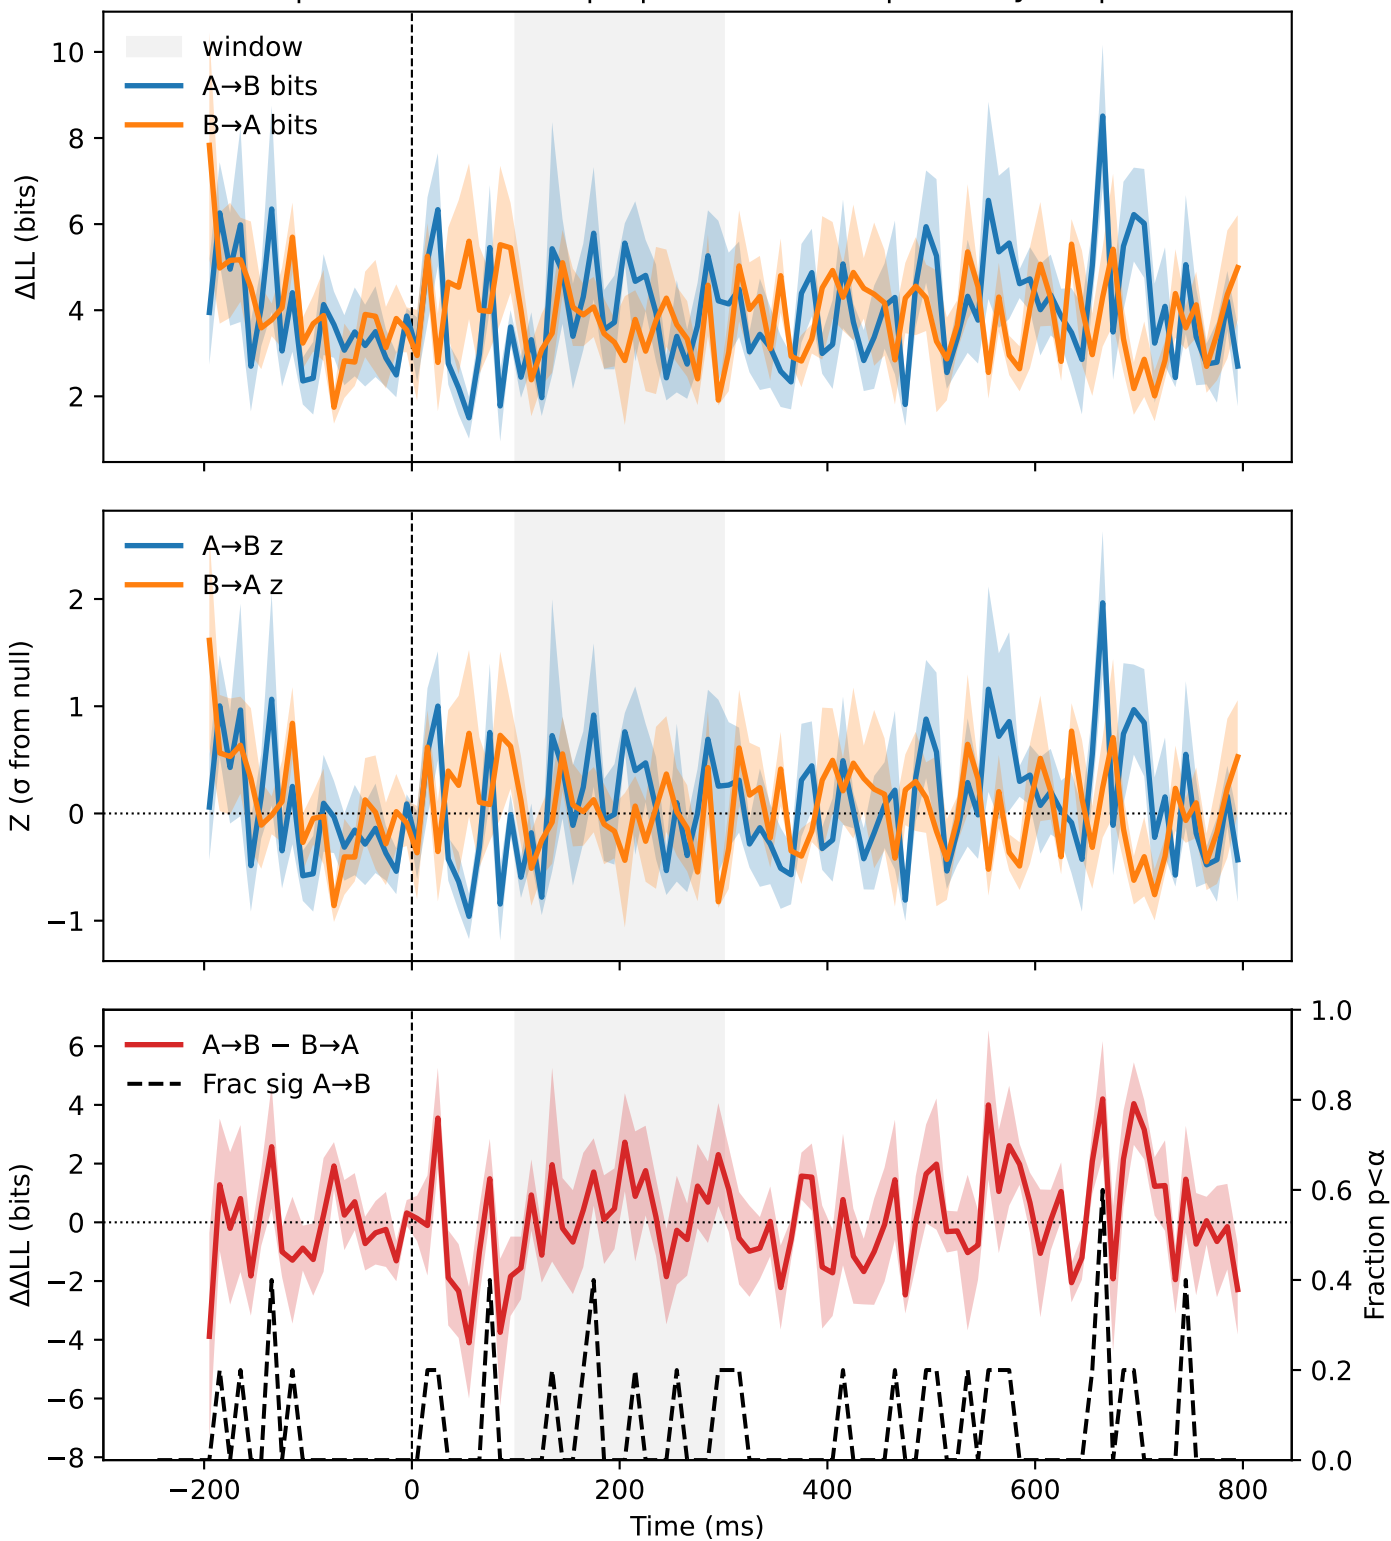 10
8
6
4
2
ΔLL (bits)
window
A→B bits
B→A bits
2
1
0
−1
Z (σ from null)
A→B z
B→A z
6
4
2
0
−2
−4
−6
−8
ΔΔLL (bits)
A→B − B→A
Frac sig A→B
1.0
0.8
0.6
0.4
0.2
0.0
Fraction p<α
−200 0 200 400 600 800
Time (ms)